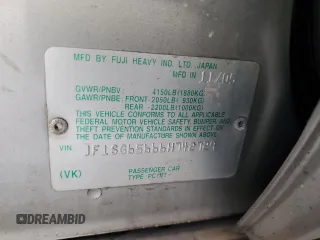 MFD BY FUJI HEAVY IND. LTD. JAPAN
MFD IN 11/05
GVWR/PNBV 4150LB(1880KG)
GAWR/PNBE: FRONT-2050LB( 930KG)
REAR -2200LB(1000KG)
THIS VEHICLE CONFORMS TO ALL APPLICABLE
FEDERAL MOTOR VEHICLE SAFETY, BUMPER, AND
THEFT PREVENTION STANDARDS
IN EFFECT ON THE DATE OF MANUFACTURE
SHOWN ABOVE.
VIN
(VK)
PASSENGER CAR
DREAMBID